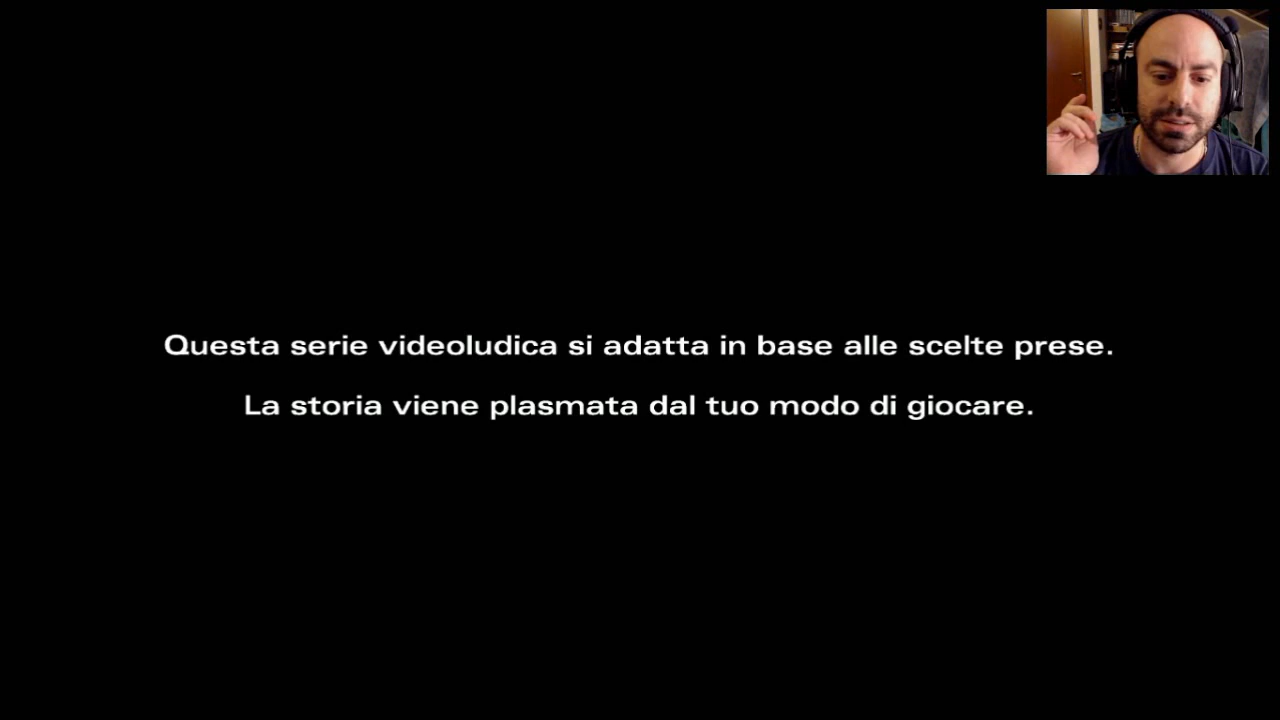 Questa serie videoludica si adatta in base alle scelte prese.
La storia viene plasmata dal tuo modo di giocare.